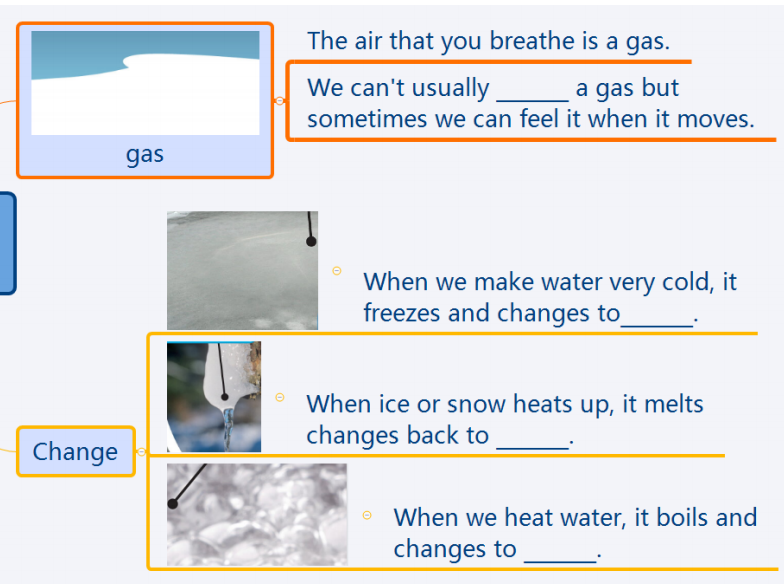 The air that you breathe is a gas.
We can't usually ______ a gas but
sometimes we can feel it when it moves.
gas
When we make water very cold, it
freezes and changes to______.
When ice or snow heats up, it melts
changes back to ______.
Change
When we heat water, it boils and
changes to ______.